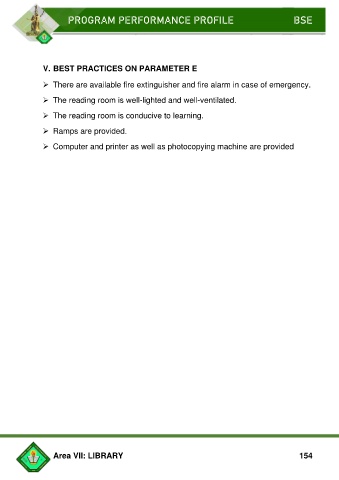 PROGRAM PERFORMANCE PROFILE BSE
V. BEST PRACTICES ON PARAMETER E
➢ There are available fire extinguisher and fire alarm in case of emergency.
➢ The reading room is well-lighted and well-ventilated.
➢ The reading room is conducive to learning.
➢ Ramps are provided.
➢ Computer and printer as well as photocopying machine are provided
Area VII: LIBRARY 154